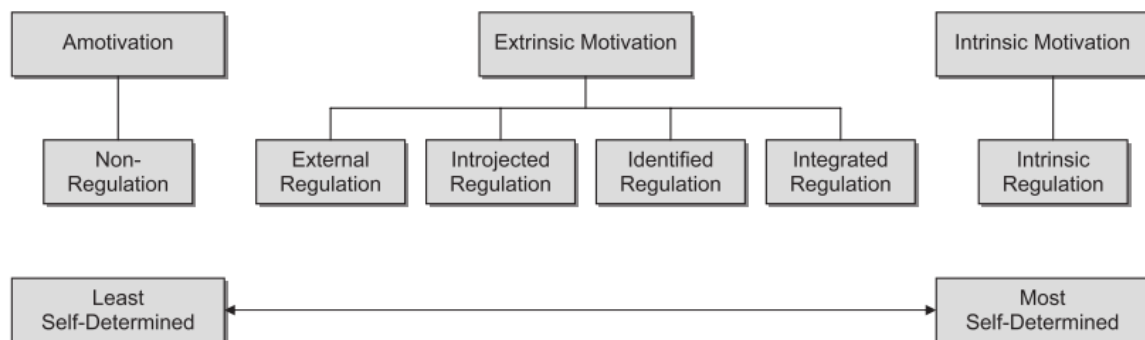 Amotivation
Extrinsic Motivation
Intrinsic Motivation
Non-
Regulation
External
Regulation
Introjected
Regulation
Identified
Regulation
Integrated
Regulation
Intrinsic
Regulation
Least
Self-Determined
Most
Self-Determined